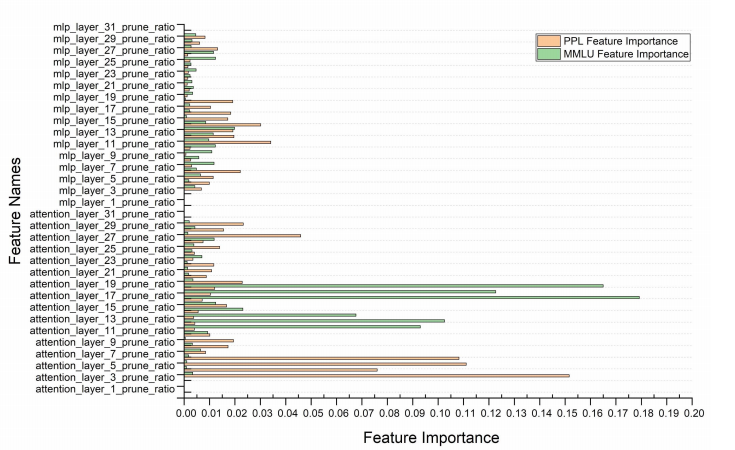 mlp_layer_31_prune_ratio
mlp_layer_29_prune_ratio
mlp_layer_27_prune_ratio
mlp_layer_25_prune_ratio
mlp_layer_23_prune_ratio
mlp_layer_21_prune_ratio
mlp_layer_19_prune_ratio
mlp_layer_17_prune_ratio
mlp_layer_15_prune_ratio
mlp_layer_13_prune_ratio
mlp_layer_11_prune_ratio
mlp_layer_9_prune_ratio
mlp_layer_7_prune_ratio
mlp_layer_5_prune_ratio
mlp_layer_3_prune_ratio
mlp_layer_1_prune_ratio
attention_layer_31_prune_ratio
attention_layer_29_prune_ratio
attention_layer_27_prune_ratio
attention_layer_25_prune_ratio
attention_layer_23_prune_ratio
attention_layer_21_prune_ratio
attention_layer_19_prune_ratio
attention_layer_17_prune_ratio
attention_layer_15_prune_ratio
attention_layer_13_prune_ratio
attention_layer_11_prune_ratio
attention_layer_9_prune_ratio
attention_layer_7_prune_ratio
attention_layer_5_prune_ratio
attention_layer_3_prune_ratio
attention_layer_1_prune_ratio
Feature Names
PPL Feature Importance
MMLU Feature Importance
0.00 0.01 0.02 0.03 0.04 0.05 0.06 0.07 0.08 0.09 0.10 0.11 0.12 0.13 0.14 0.15 0.16 0.17 0.18 0.19 0.20
Feature Importance